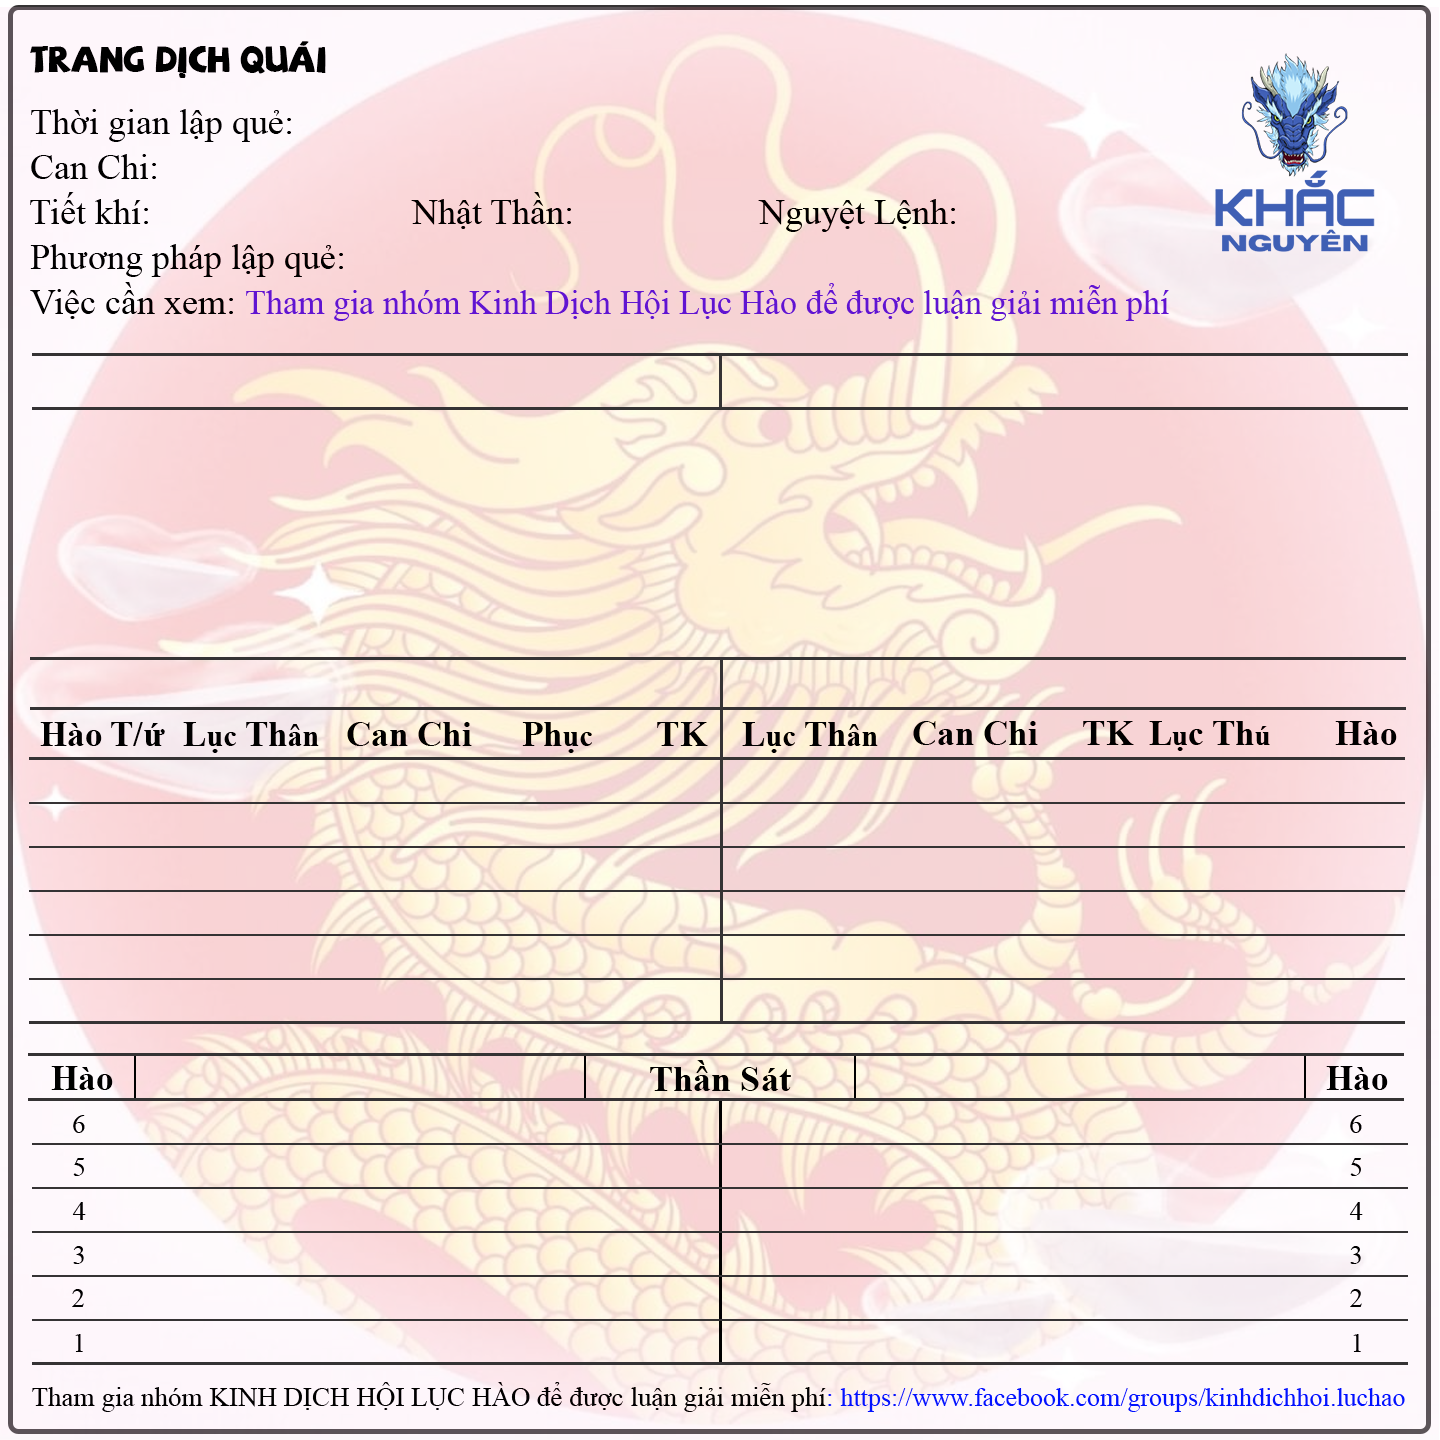 TRANG DỊCH QUÁI
Thời gian lập quẻ:
Can Chi:
Tiết khí: Nhật Thần: Nguyệt Lệnh:
Phương pháp lập quẻ:
Việc cần xem: Tham gia nhóm Kinh Dịch Hội Lục Hào để được luận giải miễn phí
KHẮC
NGUYÊN
Hào T/ứ Lục Thân Can Chi Phục TK Lục Thân Can Chi TK Lục Thú Hào
Hào Thần Sát Hào
6 6
5 5
4 4
3 3
2 2
1 1
Tham gia nhóm KINH DỊCH HỘI LỤC HÀO để được luận giải miễn phí: https://www.facebook.com/groups/kinhdichhoi.luchao